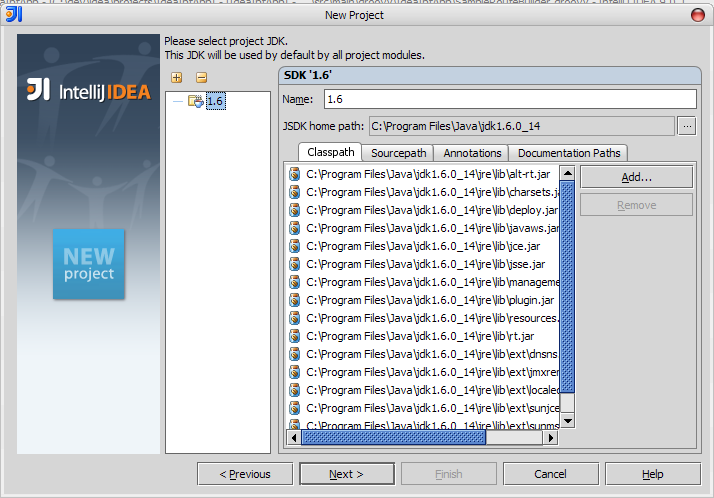 New Project
IntelliJIDEA
NEW
project
Please select project JDK.
This JDK will be used by default by all project modules.
1.6
SDK '1.6'
Name: 1.6
JSDK home path: C:\Program Files\Java\jdk1.6.0_14 ...
Classpath Sourcepath Annotations Documentation Paths
C:\Program Files\Java\jdk1.6.0_14\jre\lib\alt-rt.jar
C:\Program Files\Java\jdk1.6.0_14\jre\lib\charsets.jar
C:\Program Files\Java\jdk1.6.0_14\jre\lib\deploy.jar
C:\Program Files\Java\jdk1.6.0_14\jre\lib\javaws.jar
C:\Program Files\Java\jdk1.6.0_14\jre\lib\jce.jar
C:\Program Files\Java\jdk1.6.0_14\jre\lib\jsse.jar
C:\Program Files\Java\jdk1.6.0_14\jre\lib\manageme
C:\Program Files\Java\jdk1.6.0_14\jre\lib\plugin.jar
C:\Program Files\Java\jdk1.6.0_14\jre\lib\resources.
C:\Program Files\Java\jdk1.6.0_14\jre\lib\rt.jar
C:\Program Files\Java\jdk1.6.0_14\jre\lib\ext\dnsns
C:\Program Files\Java\jdk1.6.0_14\jre\lib\ext\jmxrem
C:\Program Files\Java\jdk1.6.0_14\jre\lib\ext\localed
C:\Program Files\Java\jdk1.6.0_14\jre\lib\ext\sunjce
C:\Program Files\Java\jdk1.6.0_14\jre\lib\ext\sunms
Add...
Remove
< Previous Next > Finish Cancel Help